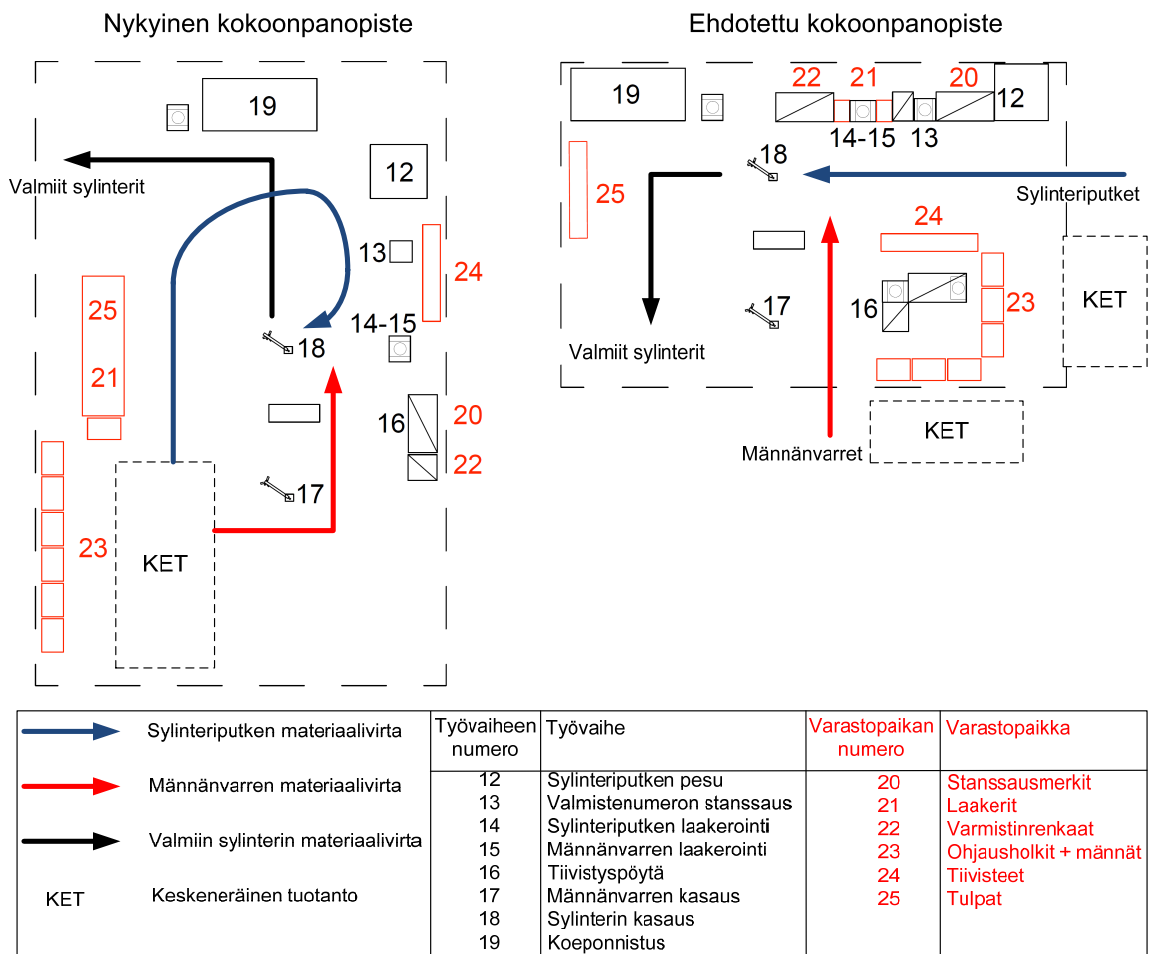 Nykyinen kokoonpanopiste
19
12
Valmiit sylinterit
13
24
25
14-15
18
21
16
20
22
17
23
KET
Ehdotettu kokoonpanopiste
22
21
20
19
12
14-15
13
18
25
Sylinteriputket
24
23
KET
16
17
Valmiit sylinterit
KET
Männänvarret
Sylinteriputken materiaalivirta
Männänvarren materiaalivirta
Valmiin sylinterin materiaalivirta
KET Keskeneräinen tuotanto
Työvaiheen numero Työvaihe
12 Sylinteriputken pesu
13 Valmistenumeron stanssaus
14 Sylinteriputken laakerointi
15 Männänvarren laakerointi
16 Tiivistyspöytä
17 Männänvarren kasaus
18 Sylinterin kasaus
19 Koeponnistus
Varastopaikan numero Varastopaikka
20 Stanssausmerkit
21 Laakerit
22 Varmistinrenkaat
23 Ohjausholkit + männät
24 Tiivisteet
25 Tulpat